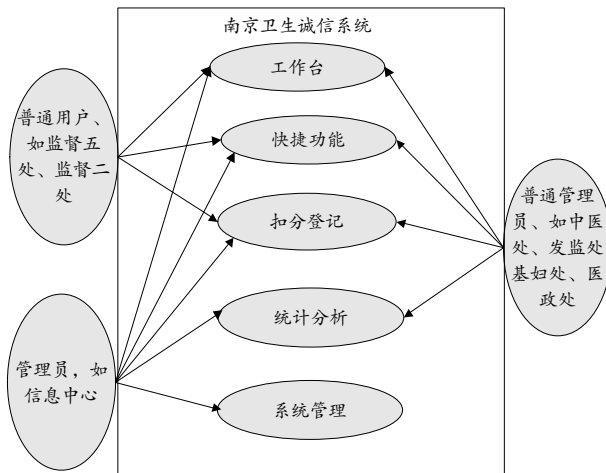 南京卫生诚信系统
工作台
普通用户、
如监督五
处、监督二
处
快捷功能
扣分登记
普通管理
员、如中医
处、发监处
基妇处、医
政处
统计分析
管理员，如
信息中心
系统管理